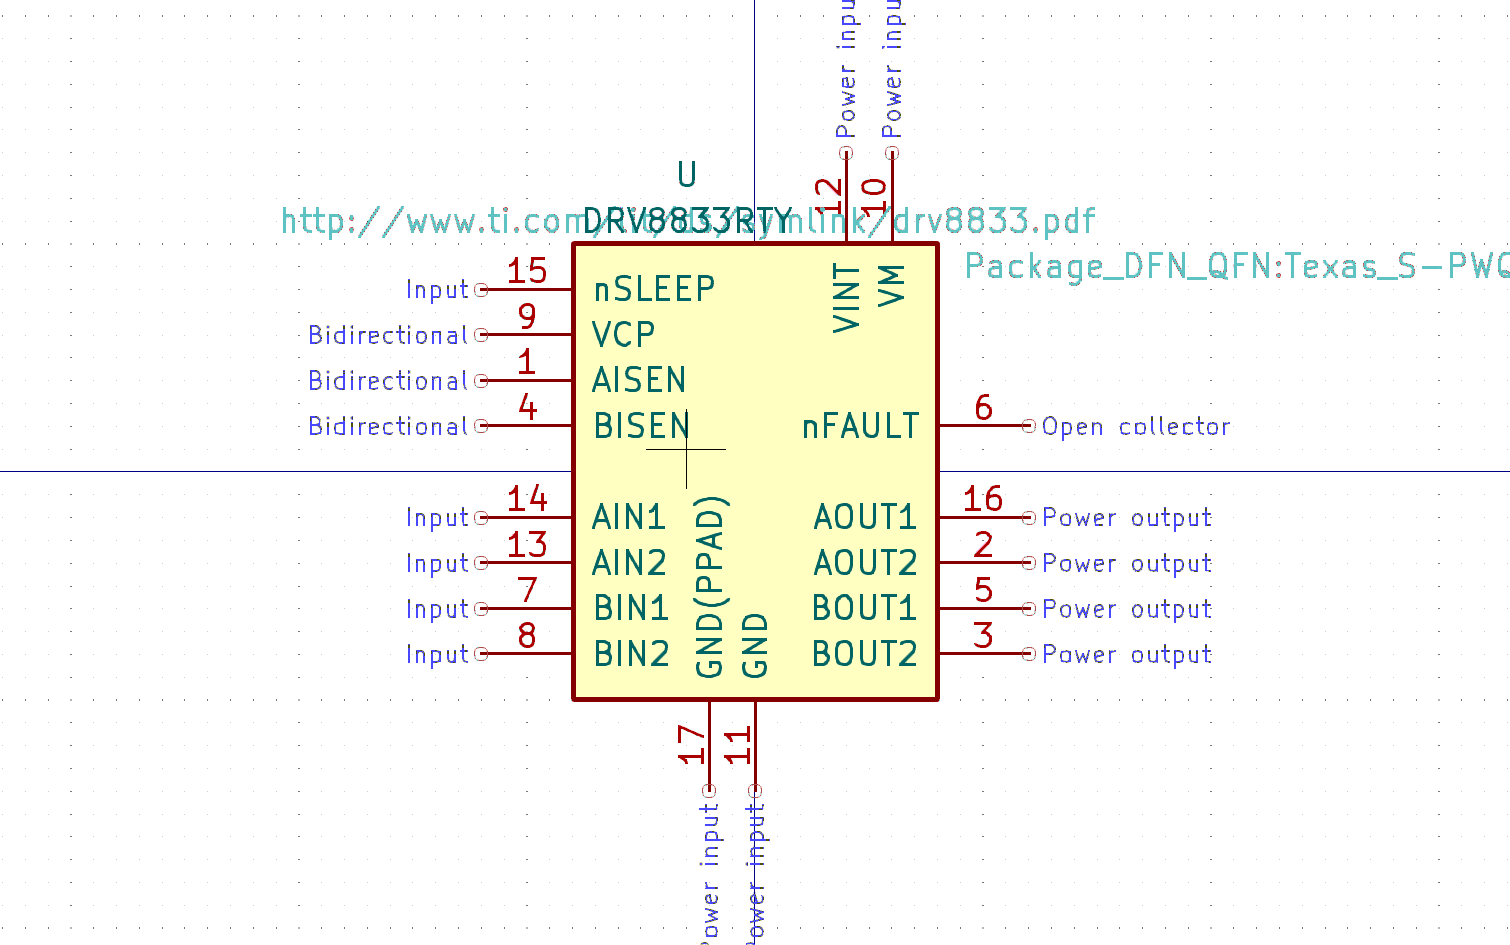 Power inpu
Power inpu
U
12
10
http://www.ti.com/lit/ds/symlink/drv8833.pdf
DRV8833RTY
Package_DFN_QFN:Texas_S-PWQ
Input 15 nSLEEP
VINT
VM
Bidirectional 9 VCP
Bidirectional 1 AISEN
Bidirectional 4 BISEN
nFAULT 6 Open collector
Input 14 AIN1
AOUT1 16 Power output
Input 13 AIN2
AOUT2 2 Power output
Input 7 BIN1
BOUT1 5 Power output
Input 8 BIN2
BOUT2 3 Power output
GND(PPAD)
GND
17
11
ower input
ower input